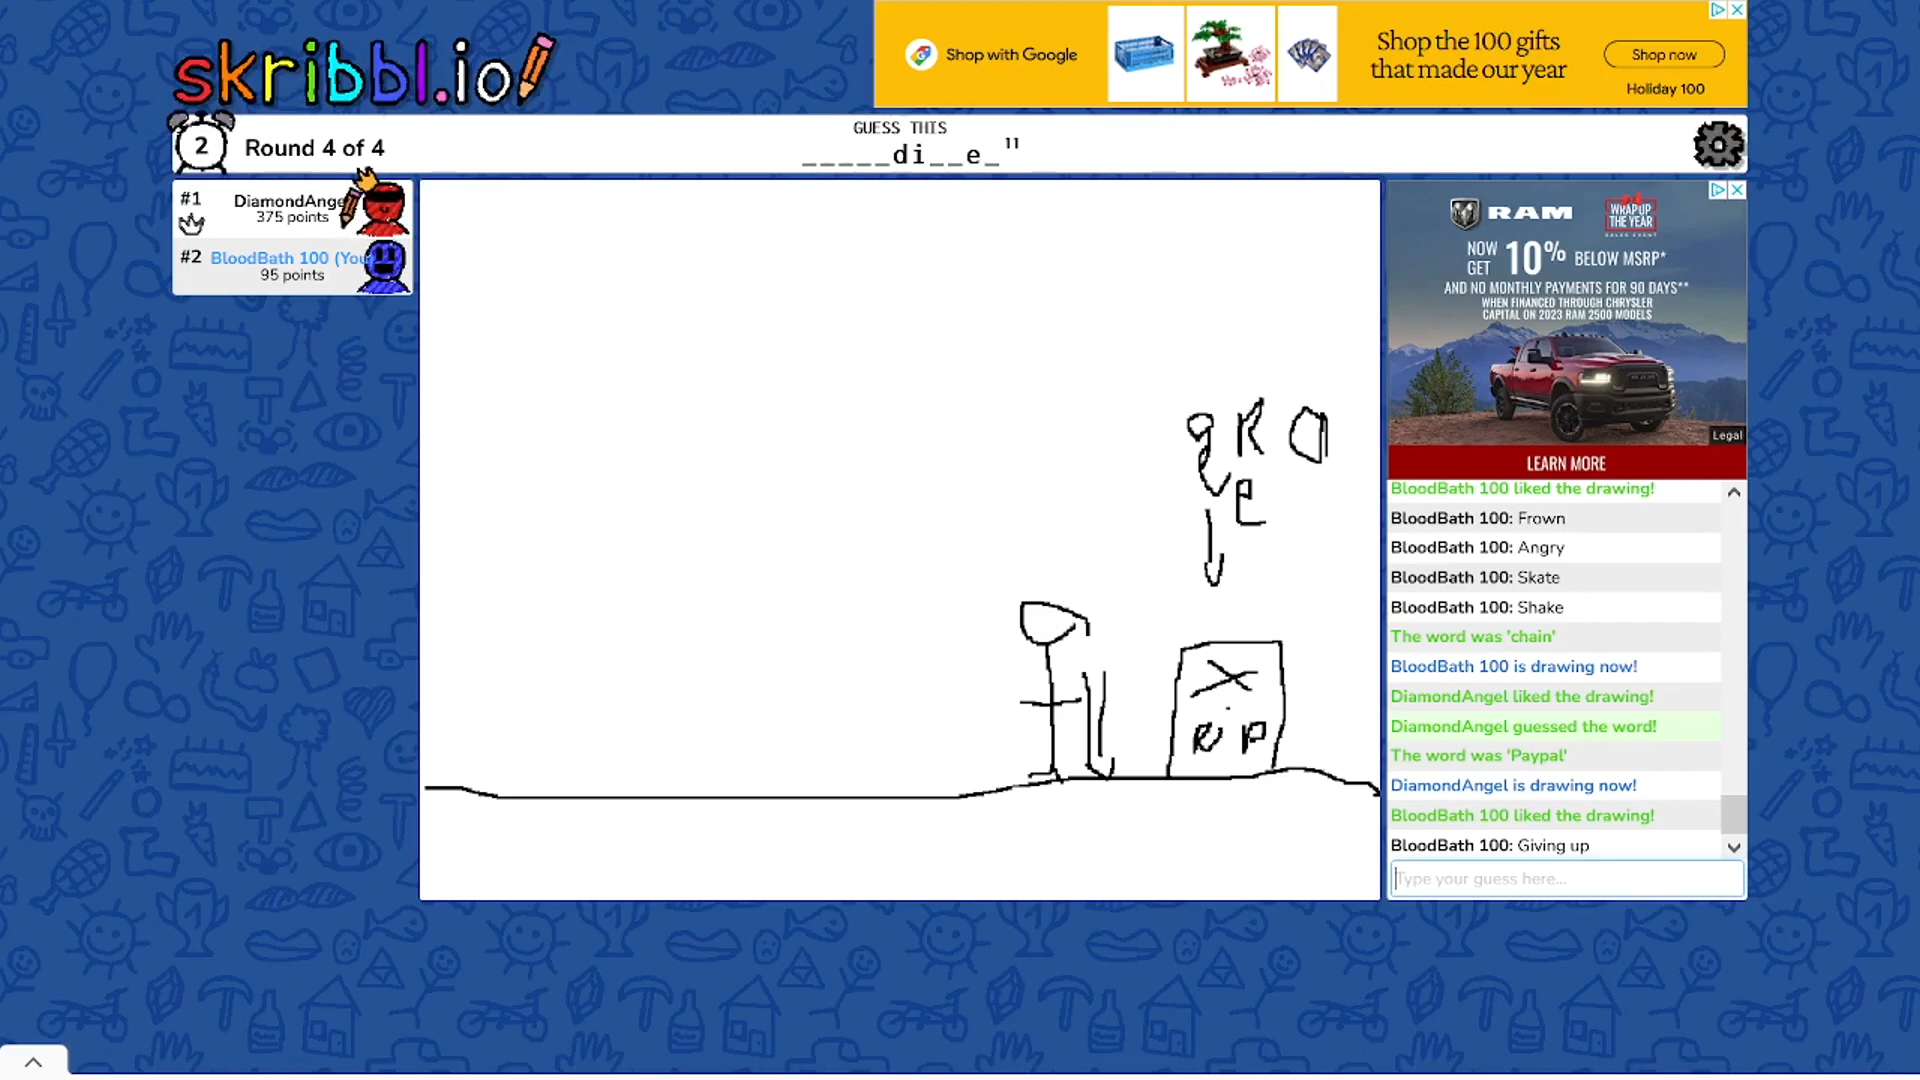 skribbl.io
Shop with Google
Shop the 100 gifts
that made our year
Shop now
Holiday 100
2
Round 4 of 4
GUESS THIS
_____di__e_ 11
#1
DiamondAnge
375 points
#2
BloodBath 100 (You
95 points
RIP
RAM
WRAP UP
THE YEAR
SALES EVENT
NOW
GET
10%
BELOW MSRP*
AND NO MONTHLY PAYMENTS FOR 90 DAYS**
WHEN FINANCED THROUGH CHRYSLER
CAPITAL ON 2023 RAM 2500 MODELS
Legal
LEARN MORE
BloodBath 100 liked the drawing!
BloodBath 100: Frown
BloodBath 100: Angry
BloodBath 100: Skate
BloodBath 100: Shake
The word was 'chain'
BloodBath 100 is drawing now!
DiamondAngel liked the drawing!
DiamondAngel guessed the word!
The word was 'Paypal'
DiamondAngel is drawing now!
BloodBath 100 liked the drawing!
BloodBath 100: Giving up
Type your guess here...